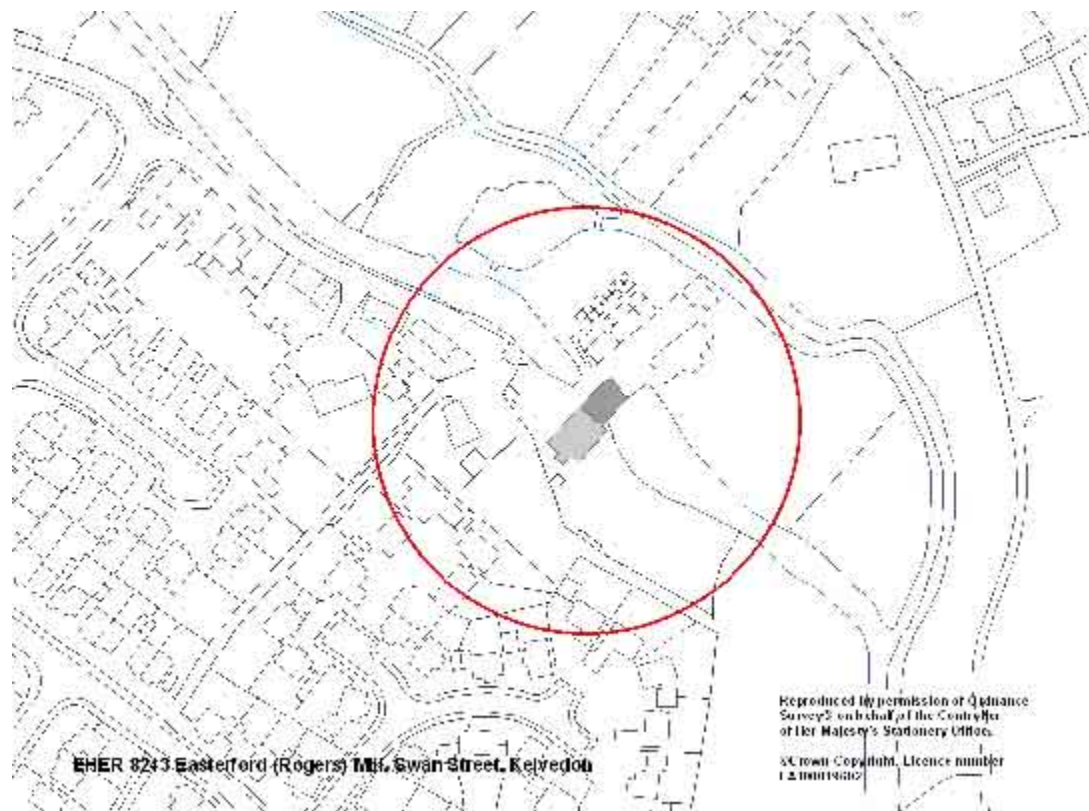 EHER 8243 Easterford (Rogers) Mill, Swan Street, Kelvedon
Reproduced by permission of Ordnance
Survey® on behalf of the Controller
of Her Majesty's Stationery Office.
©Crown Copyright. Licence number